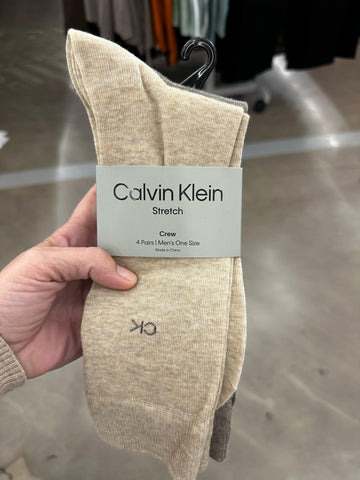 Calvin Klein
Stretch
Crew
4 Pairs | Men's One Size
Made in China
CK